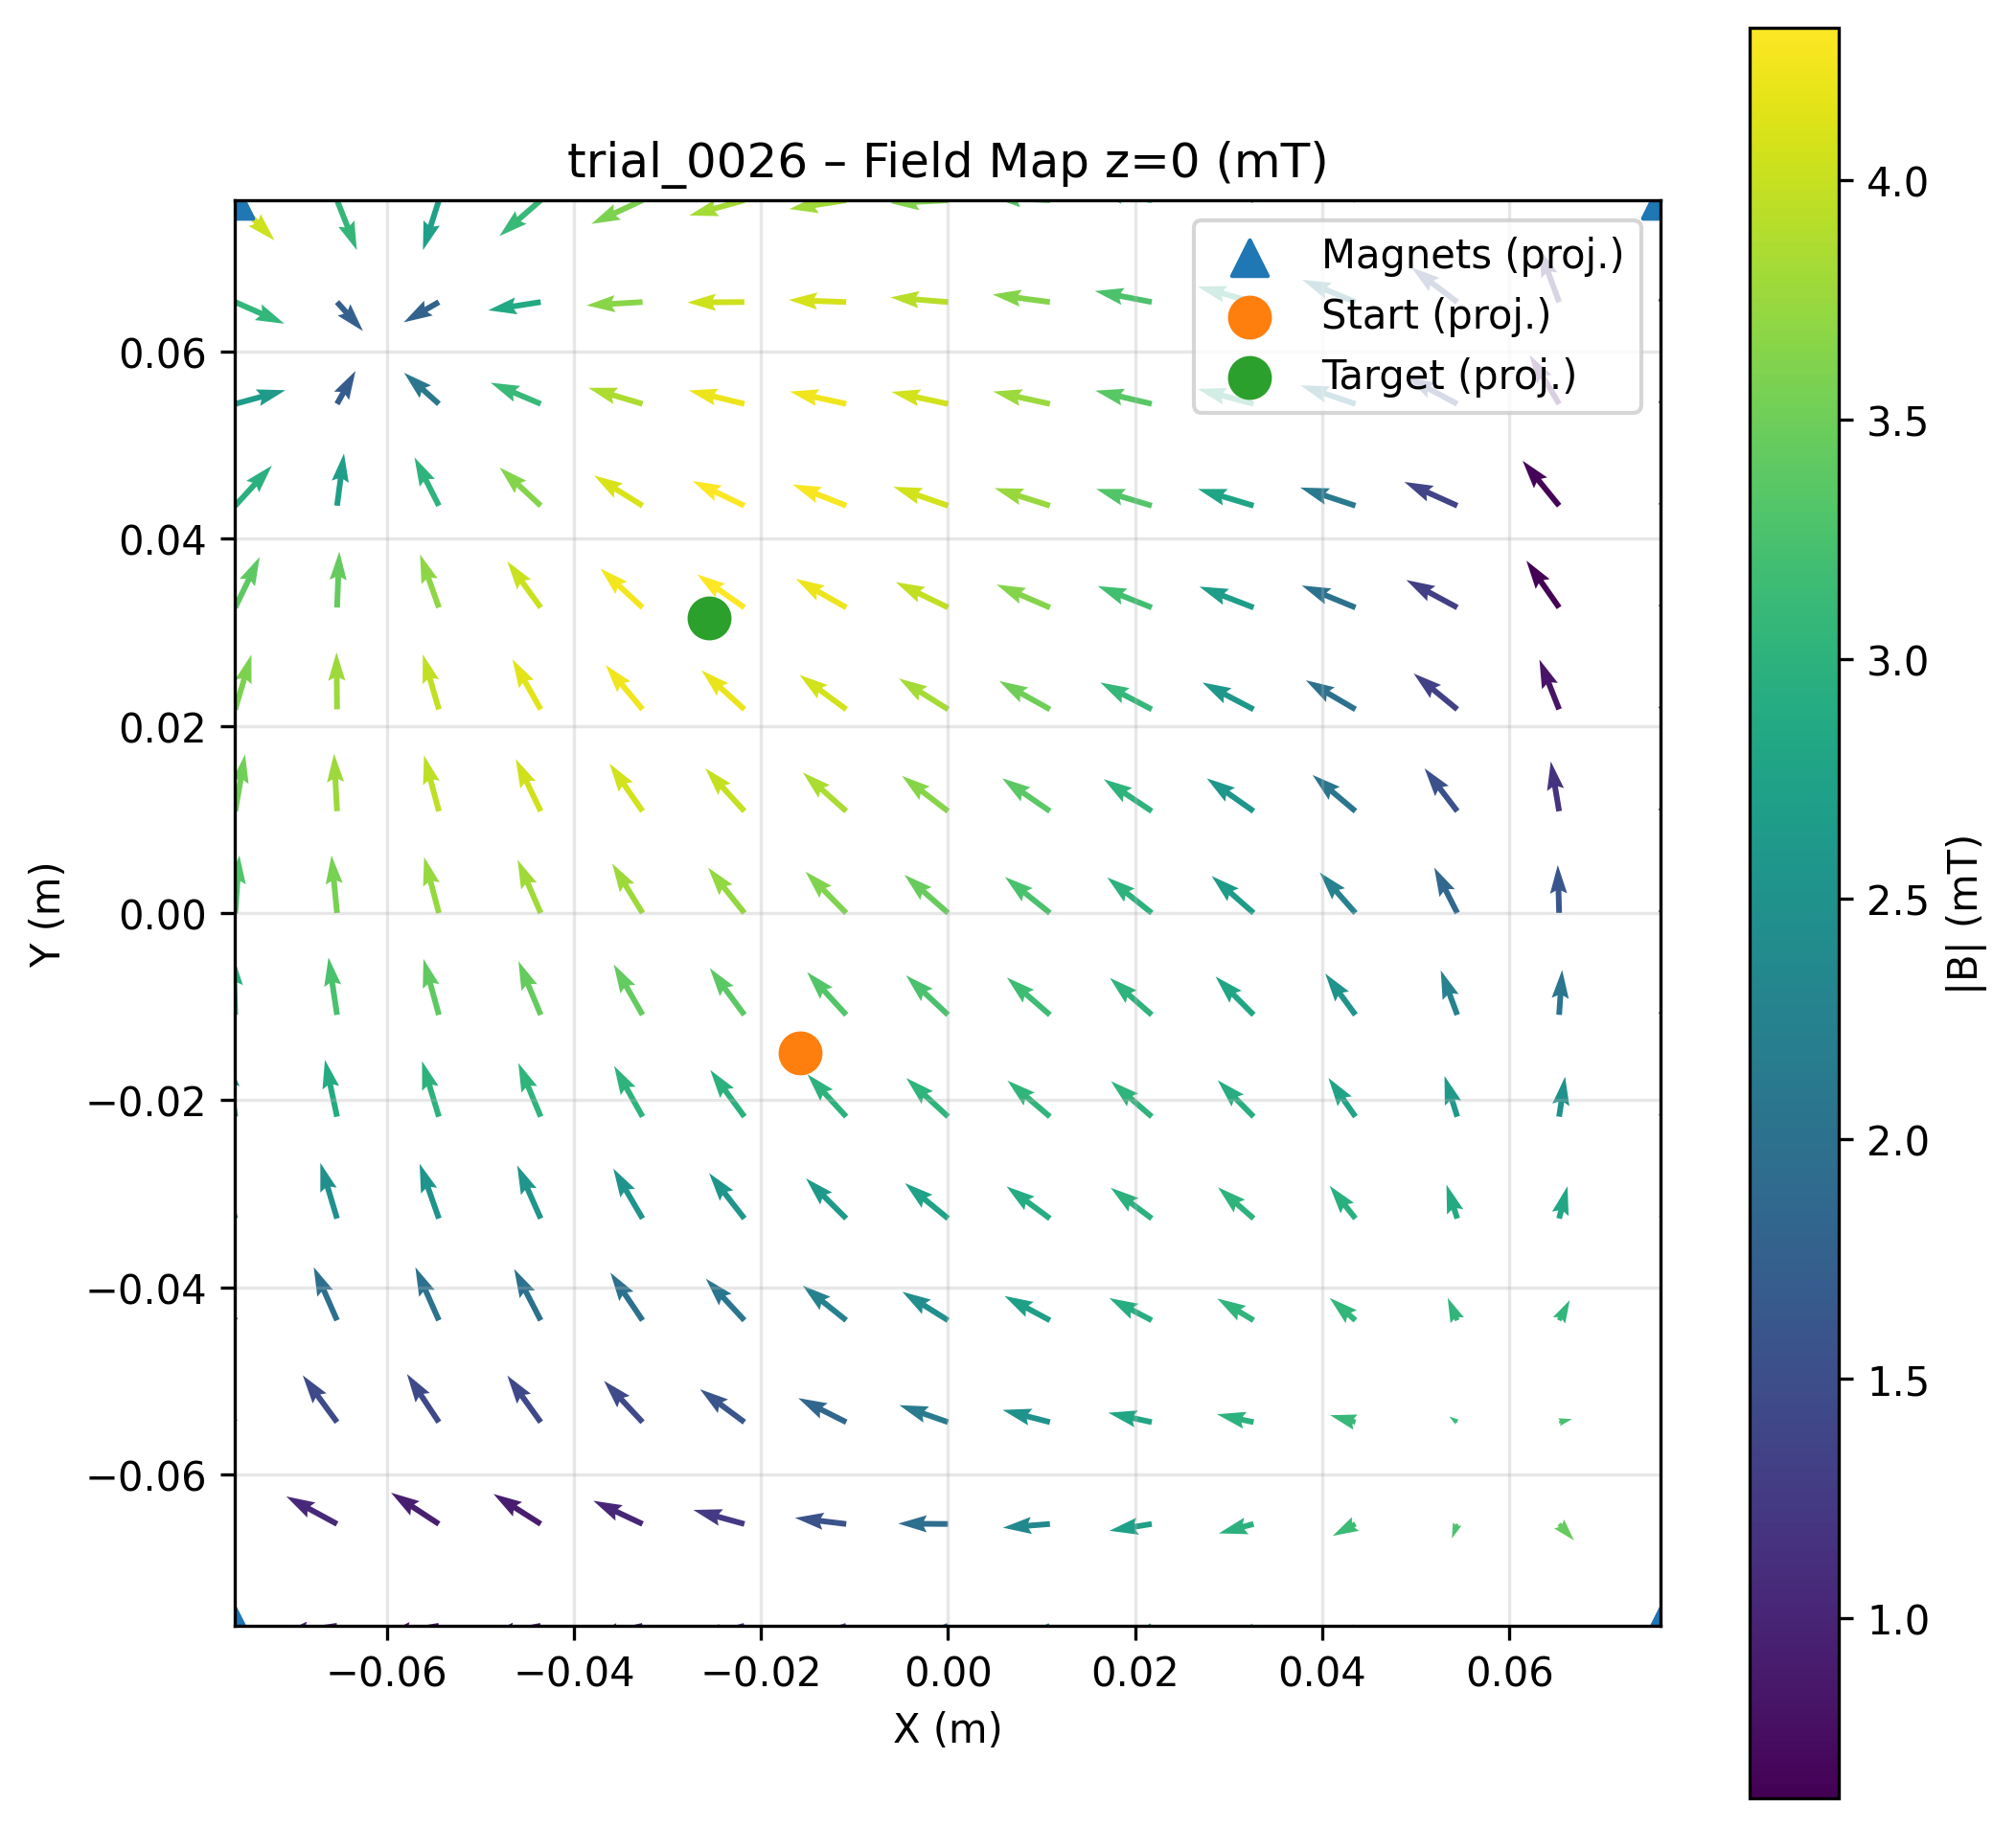 trial_0026 – Field Map z=0 (mT)
Magnets (proj.)
Start (proj.)
Target (proj.)
Y (m)
0.06
0.04
0.02
0.00
−0.02
−0.04
−0.06
−0.06 −0.04 −0.02 0.00 0.02 0.04 0.06
X (m)
4.0
3.5
3.0
2.5
2.0
1.5
1.0
|B| (mT)